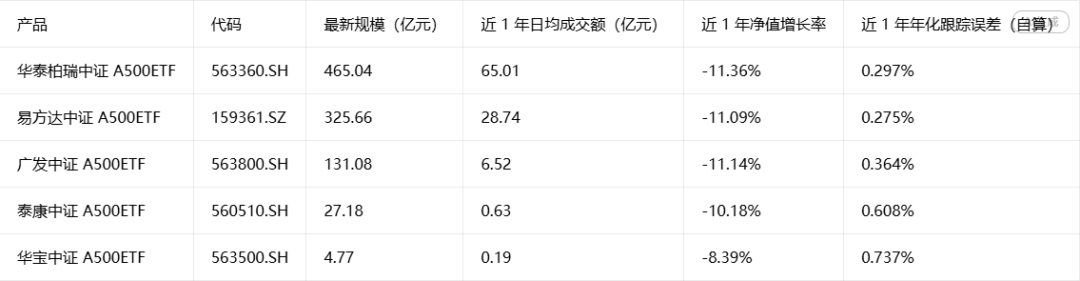 产品 代码 最新规模（亿元） 近 1 年日均成交额（亿元） 近 1 年净值增长率 近 1 年年化跟踪误差（自算）
华泰柏瑞中证 A500ETF 563360.SH 465.04 65.01 -11.36% 0.297%
易方达中证 A500ETF 159361.SZ 325.66 28.74 -11.09% 0.275%
广发中证 A500ETF 563800.SH 131.08 6.52 -11.14% 0.364%
泰康中证 A500ETF 560510.SH 27.18 0.63 -10.18% 0.608%
华宝中证 A500ETF 563500.SH 4.77 0.19 -8.39% 0.737%